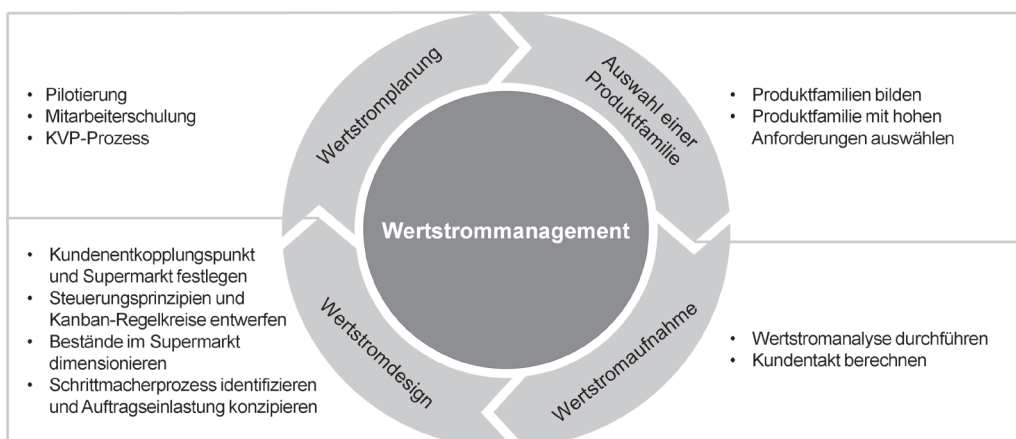 Wertstrommanagement
Auswahl einer
Produktfamilie
• Produktfamilien bilden
• Produktfamilie mit hohen
Anforderungen auswählen
Wertstromaufnahme
• Wertstromanalyse durchführen
• Kundentakt berechnen
Wertstromdesign
• Kundenentkopplungspunkt
und Supermarkt festlegen
• Steuerungsprinzipien und
Kanban-Regelkreise entwerfen
• Bestände im Supermarkt
dimensionieren
• Schrittmacherprozess identifizieren
und Auftragseinlastung konzipieren
Wertstromplanung
• Pilotierung
• Mitarbeiterschulung
• KVP-Prozess